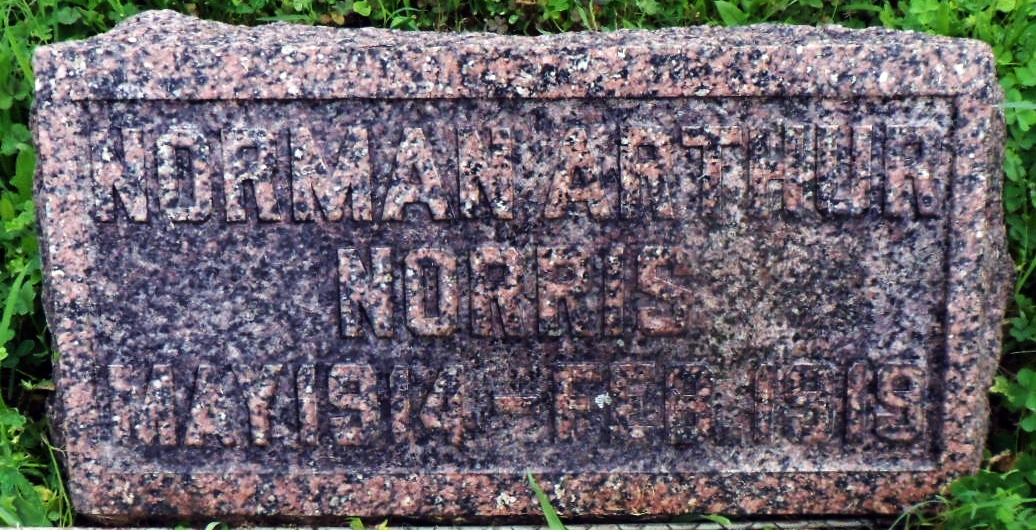 NORMAN ARTHUR
NORRIS
MAY 1914 - FEB. 1919